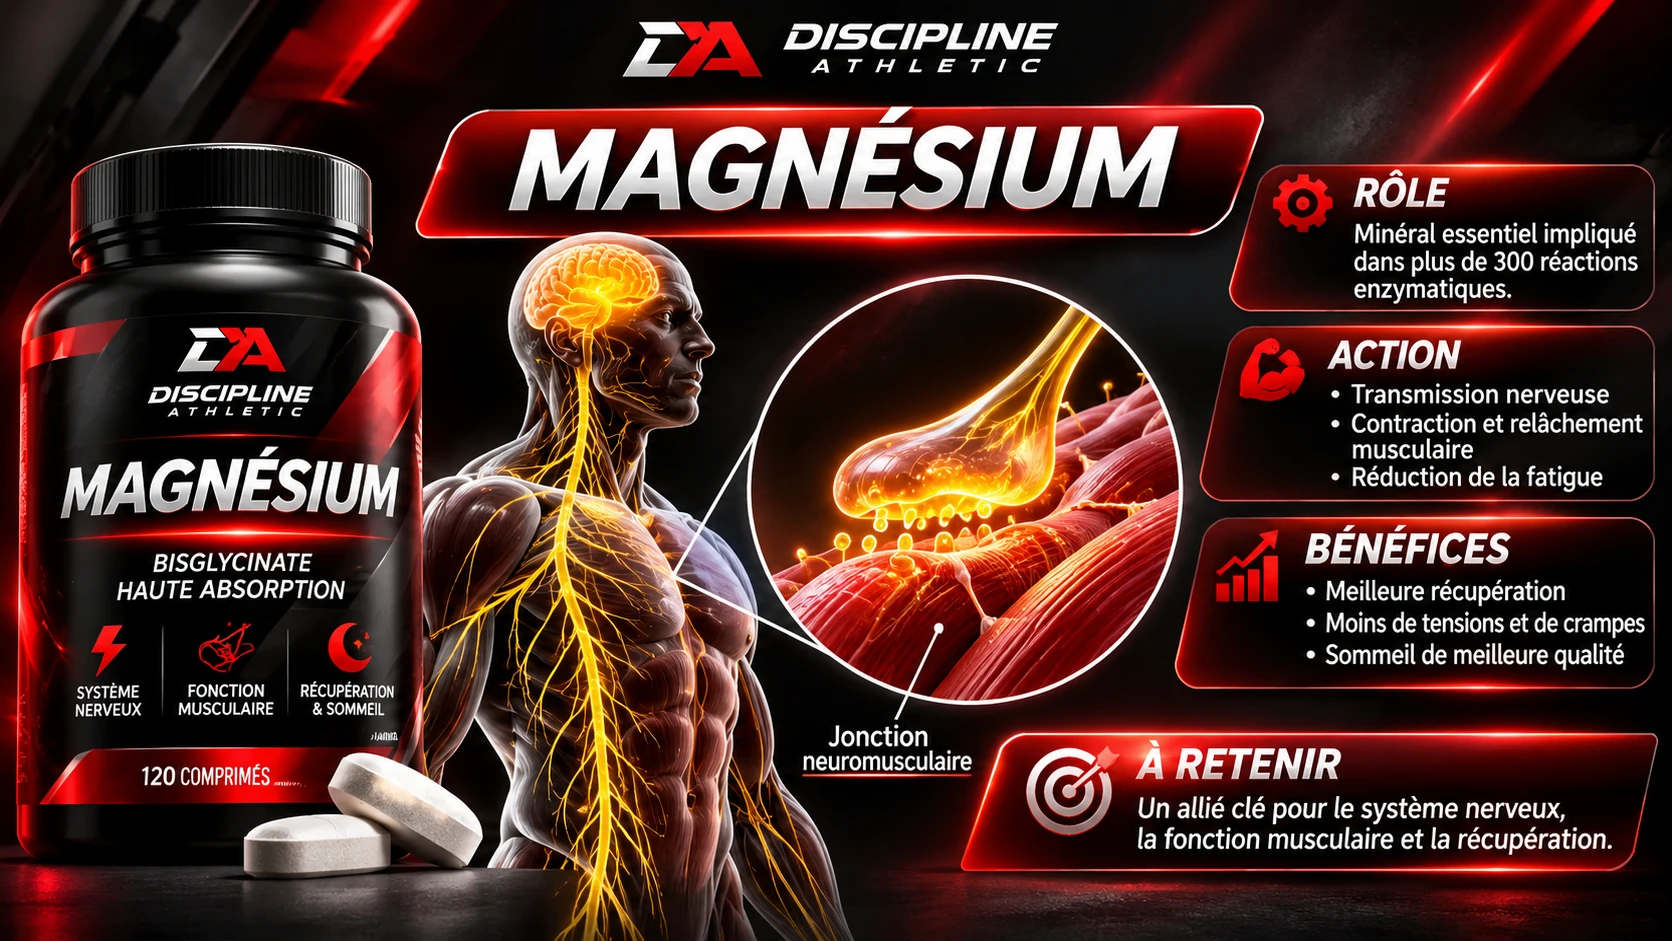 DA DISCIPLINE
ATHLETIC
MAGNÉSIUM
DA
DISCIPLINE
ATHLETIC
MAGNÉSIUM
BISGLYCINATE
HAUTE ABSORPTION
SYSTÈME
NERVEUX
FONCTION
MUSCULAIRE
RÉCUPÉRATION
& SOMMEIL
120 COMPRIMÉS
Jonction
neuromusculaire
RÔLE
Minéral essentiel impliqué
dans plus de 300 réactions
enzymatiques.
ACTION
• Transmission nerveuse
• Contraction et relâchement
musculaire
• Réduction de la fatigue
BÉNÉFICES
• Meilleure récupération
• Moins de tensions et de crampes
• Sommeil de meilleure qualité
À RETENIR
Un allié clé pour le système nerveux,
la fonction musculaire et la récupération.